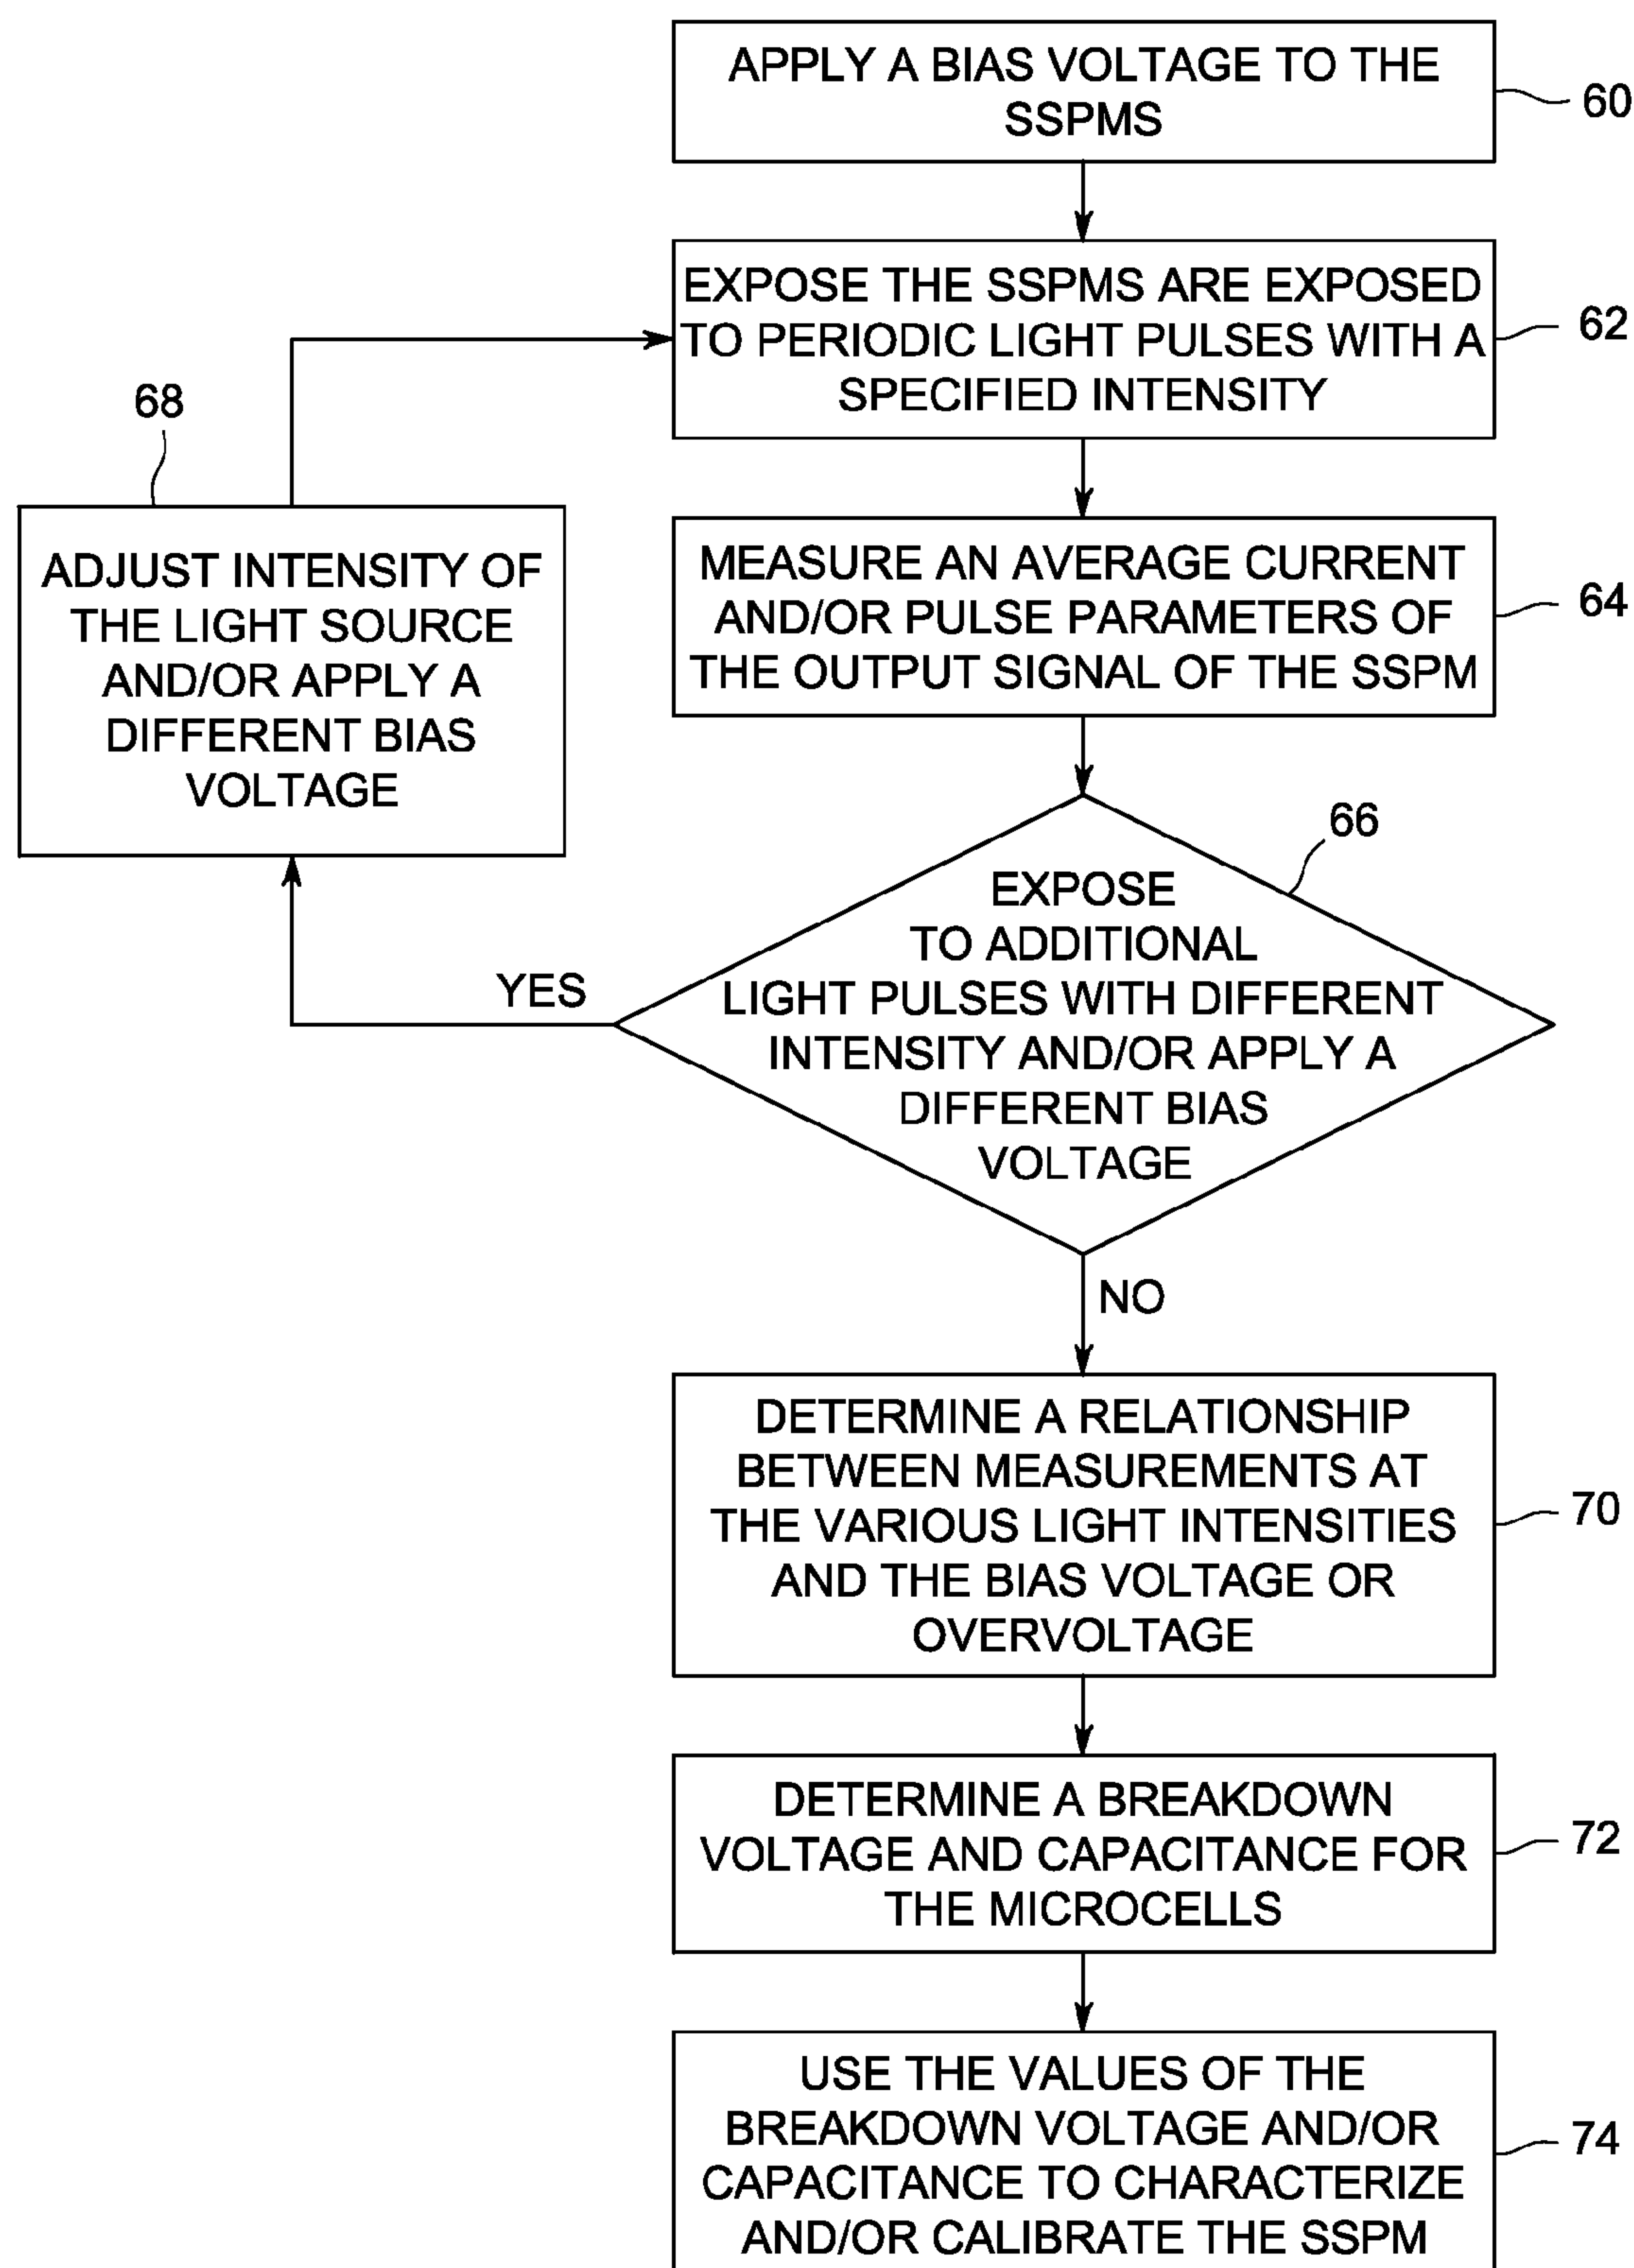 APPLY A BIAS VOLTAGE TO THE
SSPMS
60
EXPOSE THE SSPMS ARE EXPOSED
TO PERIODIC LIGHT PULSES WITH A
SPECIFIED INTENSITY
62
68
ADJUST INTENSITY OF
THE LIGHT SOURCE
AND/OR APPLY A
DIFFERENT BIAS
VOLTAGE
MEASURE AN AVERAGE CURRENT
AND/OR PULSE PARAMETERS OF
THE OUTPUT SIGNAL OF THE SSPM
64
66
EXPOSE
TO ADDITIONAL
LIGHT PULSES WITH DIFFERENT
INTENSITY AND/OR APPLY A
DIFFERENT BIAS
VOLTAGE
YES
NO
DETERMINE A RELATIONSHIP
BETWEEN MEASUREMENTS AT
THE VARIOUS LIGHT INTENSITIES
AND THE BIAS VOLTAGE OR
OVERVOLTAGE
70
DETERMINE A BREAKDOWN
VOLTAGE AND CAPACITANCE FOR
THE MICROCELLS
72
USE THE VALUES OF THE
BREAKDOWN VOLTAGE AND/OR
CAPACITANCE TO CHARACTERIZE
AND/OR CALIBRATE THE SSPM
74